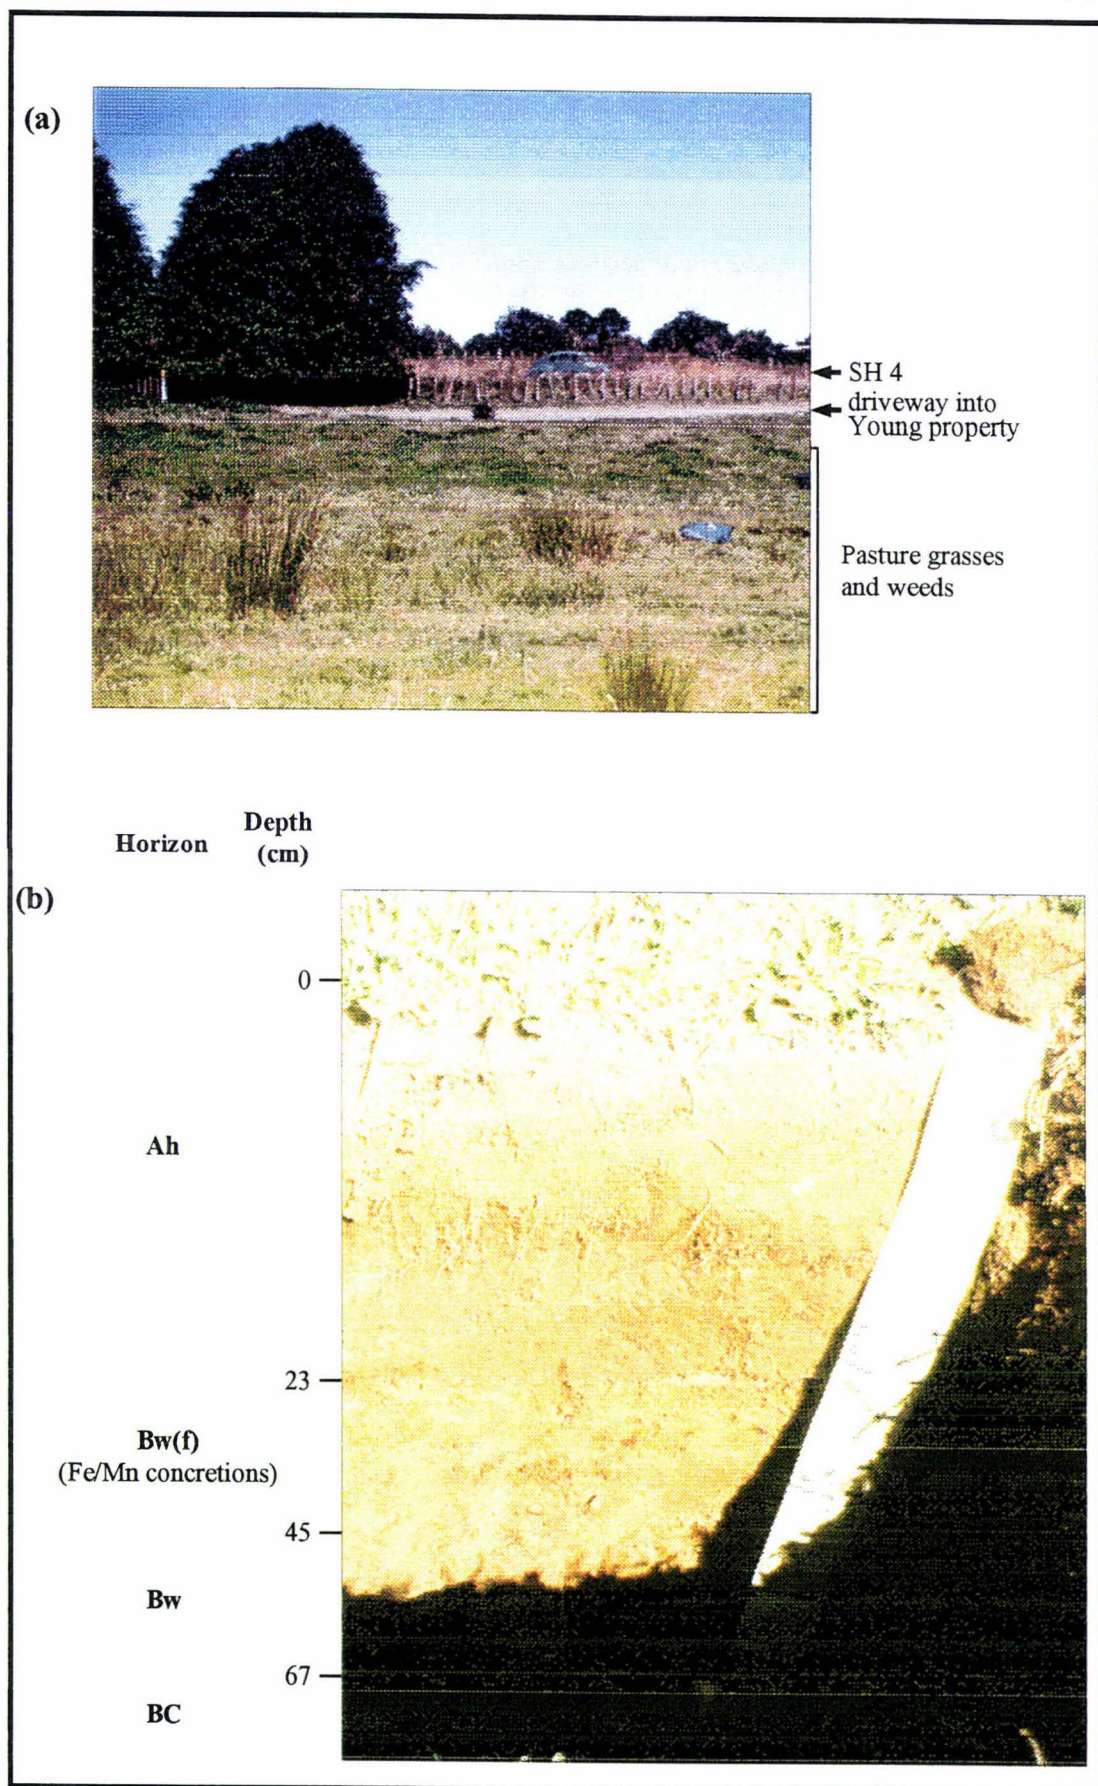 (a)
SH 4
driveway into
Young property
Pasture grasses
and weeds
Horizon
Depth
(cm)
(b)
0
Ah
23
Bw(f)
(Fe/Mn concretions)
45
Bw
67
BC